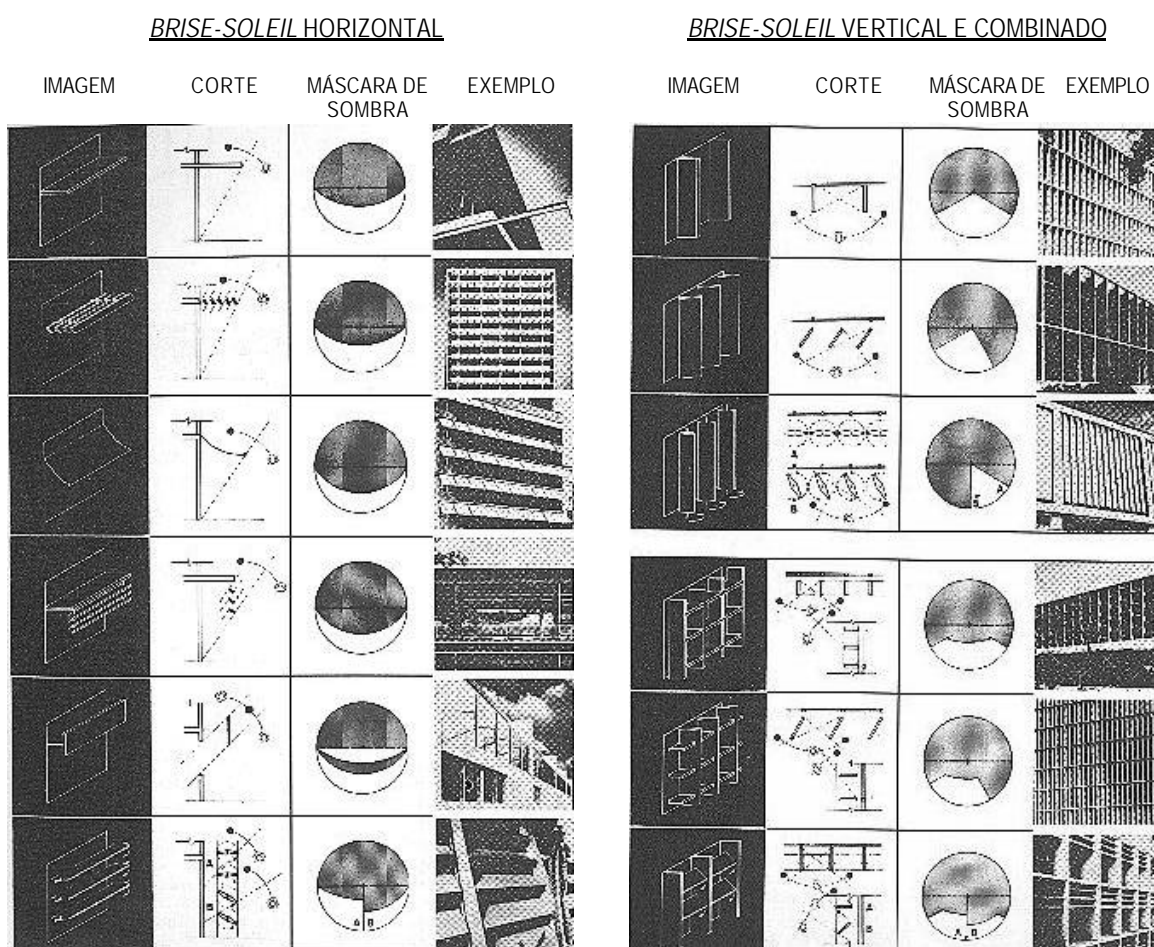 BRISE-SOLEIL HORIZONTAL
IMAGEM CORTE MÁSCARA DE SOMBRA EXEMPLO
BRISE-SOLEIL VERTICAL E COMBINADO
IMAGEM CORTE MÁSCARA DE SOMBRA EXEMPLO
A B
A B